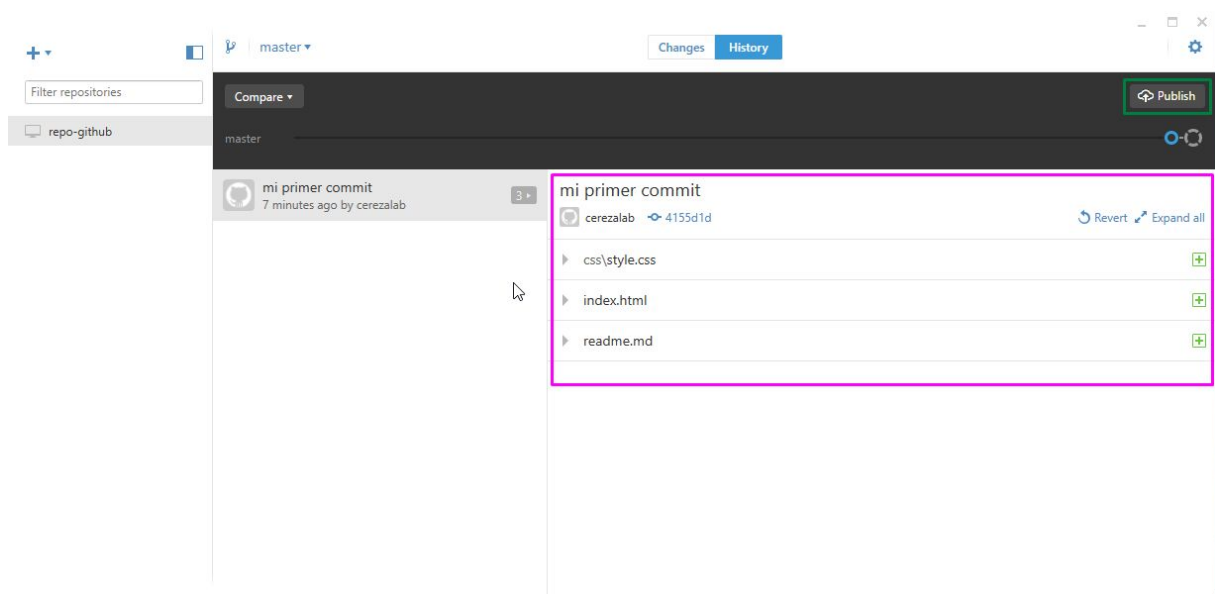 master
Changes
History
Filter repositories
Compare
Publish
repo-github
master
mi primer commit
7 minutes ago by cerezalab
3
mi primer commit
cerezalab
4155d1d
Revert
Expand all
css\style.css
index.html
readme.md